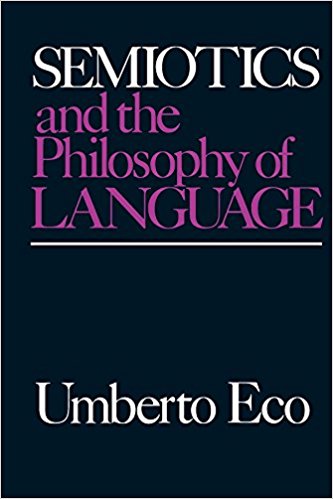 SEMIOTICS
and the
Philosophy of
LANGUAGE
Umberto Eco